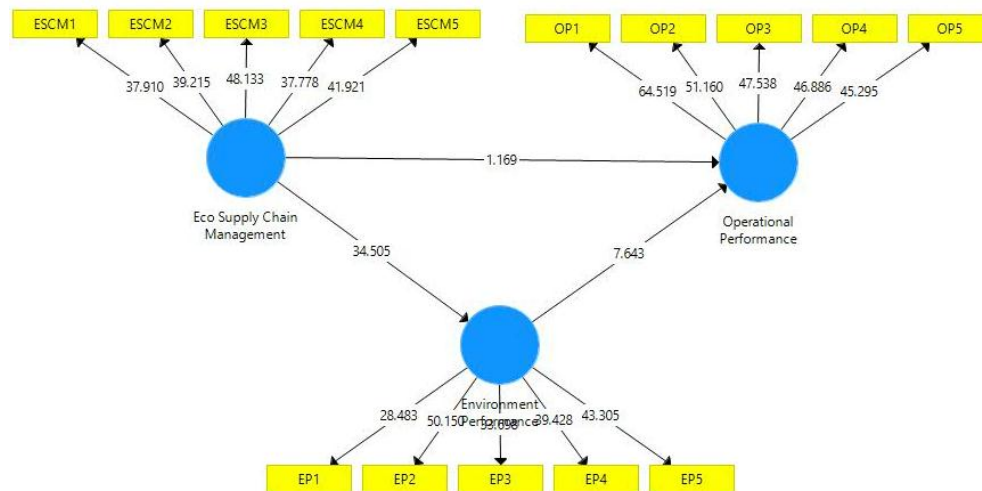 ESCM1 ESCM2 ESCM3 ESCM4 ESCM5 OP1 OP2 OP3 OP4 OP5
37.910 39.215 48.133 37.778 41.921 64.519 51.160 47.538 46.886 45.295
1.169
Eco Supply Chain
Management
Operational
Performance
34.505 7.643
Environment
Performance
28.483 50.150 39.428 43.305
EP1 EP2 EP3 EP4 EP5